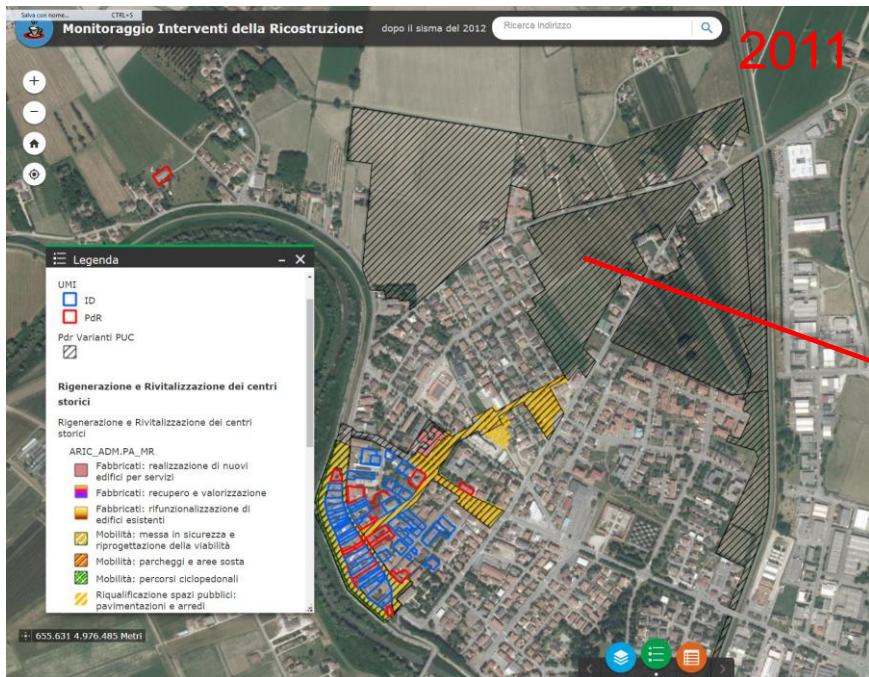 Salva con nome... CTRL+S
Monitoraggio Interventi della Ricostruzione dopo il sisma del 2012
Ricerca indirizzo
2011
Legenda
UMI
ID
PdR
Pdr Varianti PUC
Rigenerazione e Rivitalizzazione dei centri
storici
Rigenerazione e Rivitalizzazione dei centri
storici
ARIC_ADM.PA_MR
Fabbricati: realizzazione di nuovi
edifici per servizi
Fabbricati: recupero e valorizzazione
Fabbricati: rifunzionalizzazione di
edifici esistenti
Mobilità: messa in sicurezza e
riprogettazione della viabilità
Mobilità: parcheggi e aree sosta
Mobilità: percorsi ciclopedonali
Riqualificazione spazi pubblici:
pavimentazioni e arredi
655.631 4.976.485 Metri